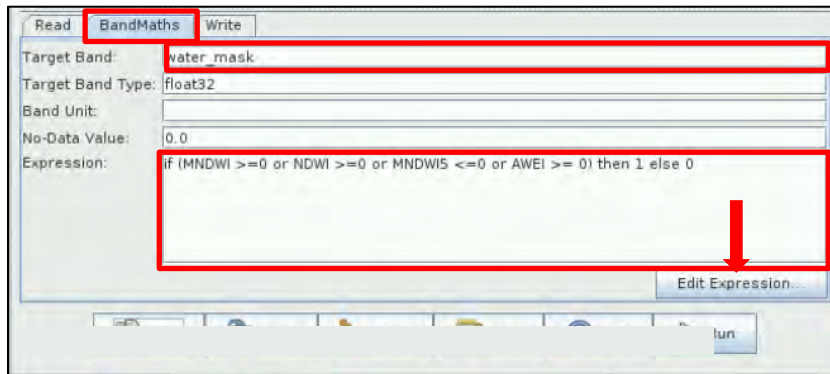 Read BandMaths Write
Target Band: water_mask
Target Band Type: float32
Band Unit:
No-Data Value: 0.0
Expression: if (MNDWI >=0 or NDWI >=0 or MNDWI5 <=0 or AWEI >= 0) then 1 else 0
Edit Expression...